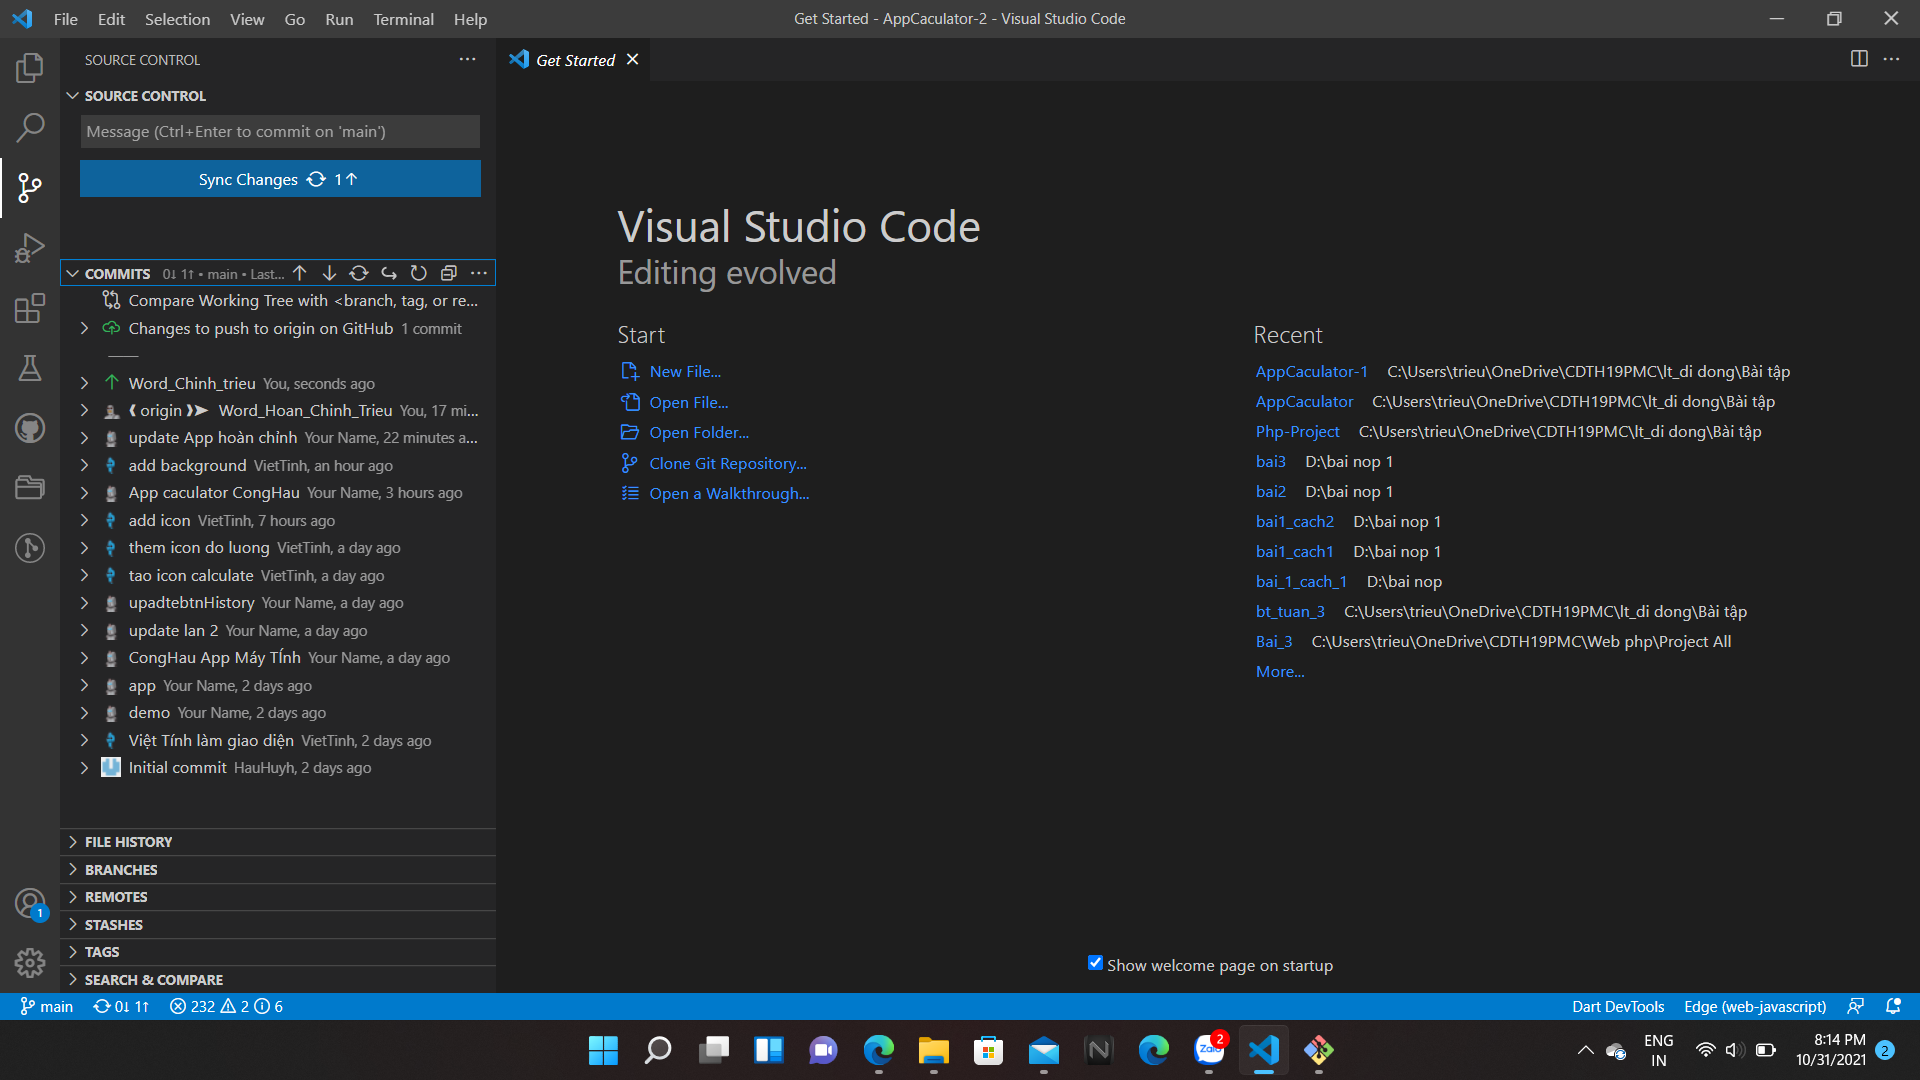 File Edit Selection View Go Run Terminal Help
Get Started - AppCaculator-2 - Visual Studio Code
SOURCE CONTROL
SOURCE CONTROL
Message (Ctrl+Enter to commit on 'main')
Sync Changes 1↑
COMMITS 0↓ 1↑ • main • Last...
Compare Working Tree with <branch, tag, or re...
Changes to push to origin on GitHub 1 commit
Word_Chinh_trieu You, seconds ago
❰ origin ❱➤ Word_Hoan_Chinh_Trieu You, 17 mi...
update App hoàn chỉnh Your Name, 22 minutes a...
add background VietTinh, an hour ago
App caculator CongHau Your Name, 3 hours ago
add icon VietTinh, 7 hours ago
them icon do luong VietTinh, a day ago
tao icon calculate VietTinh, a day ago
upadtebtnHistory Your Name, a day ago
update lan 2 Your Name, a day ago
CongHau App Máy TÍnh Your Name, a day ago
app Your Name, 2 days ago
demo Your Name, 2 days ago
Việt Tính làm giao diện VietTinh, 2 days ago
Initial commit HauHuyh, 2 days ago
FILE HISTORY
BRANCHES
REMOTES
STASHES
TAGS
SEARCH & COMPARE
1
Get Started
Visual Studio Code
Editing evolved
Start
New File...
Open File...
Open Folder...
Clone Git Repository...
Open a Walkthrough...
Recent
AppCaculator-1 C:\Users\trieu\OneDrive\CDTH19PMC\lt_di dong\Bài tập
AppCaculator C:\Users\trieu\OneDrive\CDTH19PMC\lt_di dong\Bài tập
Php-Project C:\Users\trieu\OneDrive\CDTH19PMC\lt_di dong\Bài tập
bai3 D:\bai nop 1
bai2 D:\bai nop 1
bai1_cach2 D:\bai nop 1
bai1_cach1 D:\bai nop 1
bai_1_cach_1 D:\bai nop
bt_tuan_3 C:\Users\trieu\OneDrive\CDTH19PMC\lt_di dong\Bài tập
Bai_3 C:\Users\trieu\OneDrive\CDTH19PMC\Web php\Project All
More...
Show welcome page on startup
main 0↓ 1↑ 232 2 6
Dart DevTools Edge (web-javascript)
Zalo 2
ENG
IN
8:14 PM
10/31/2021
2